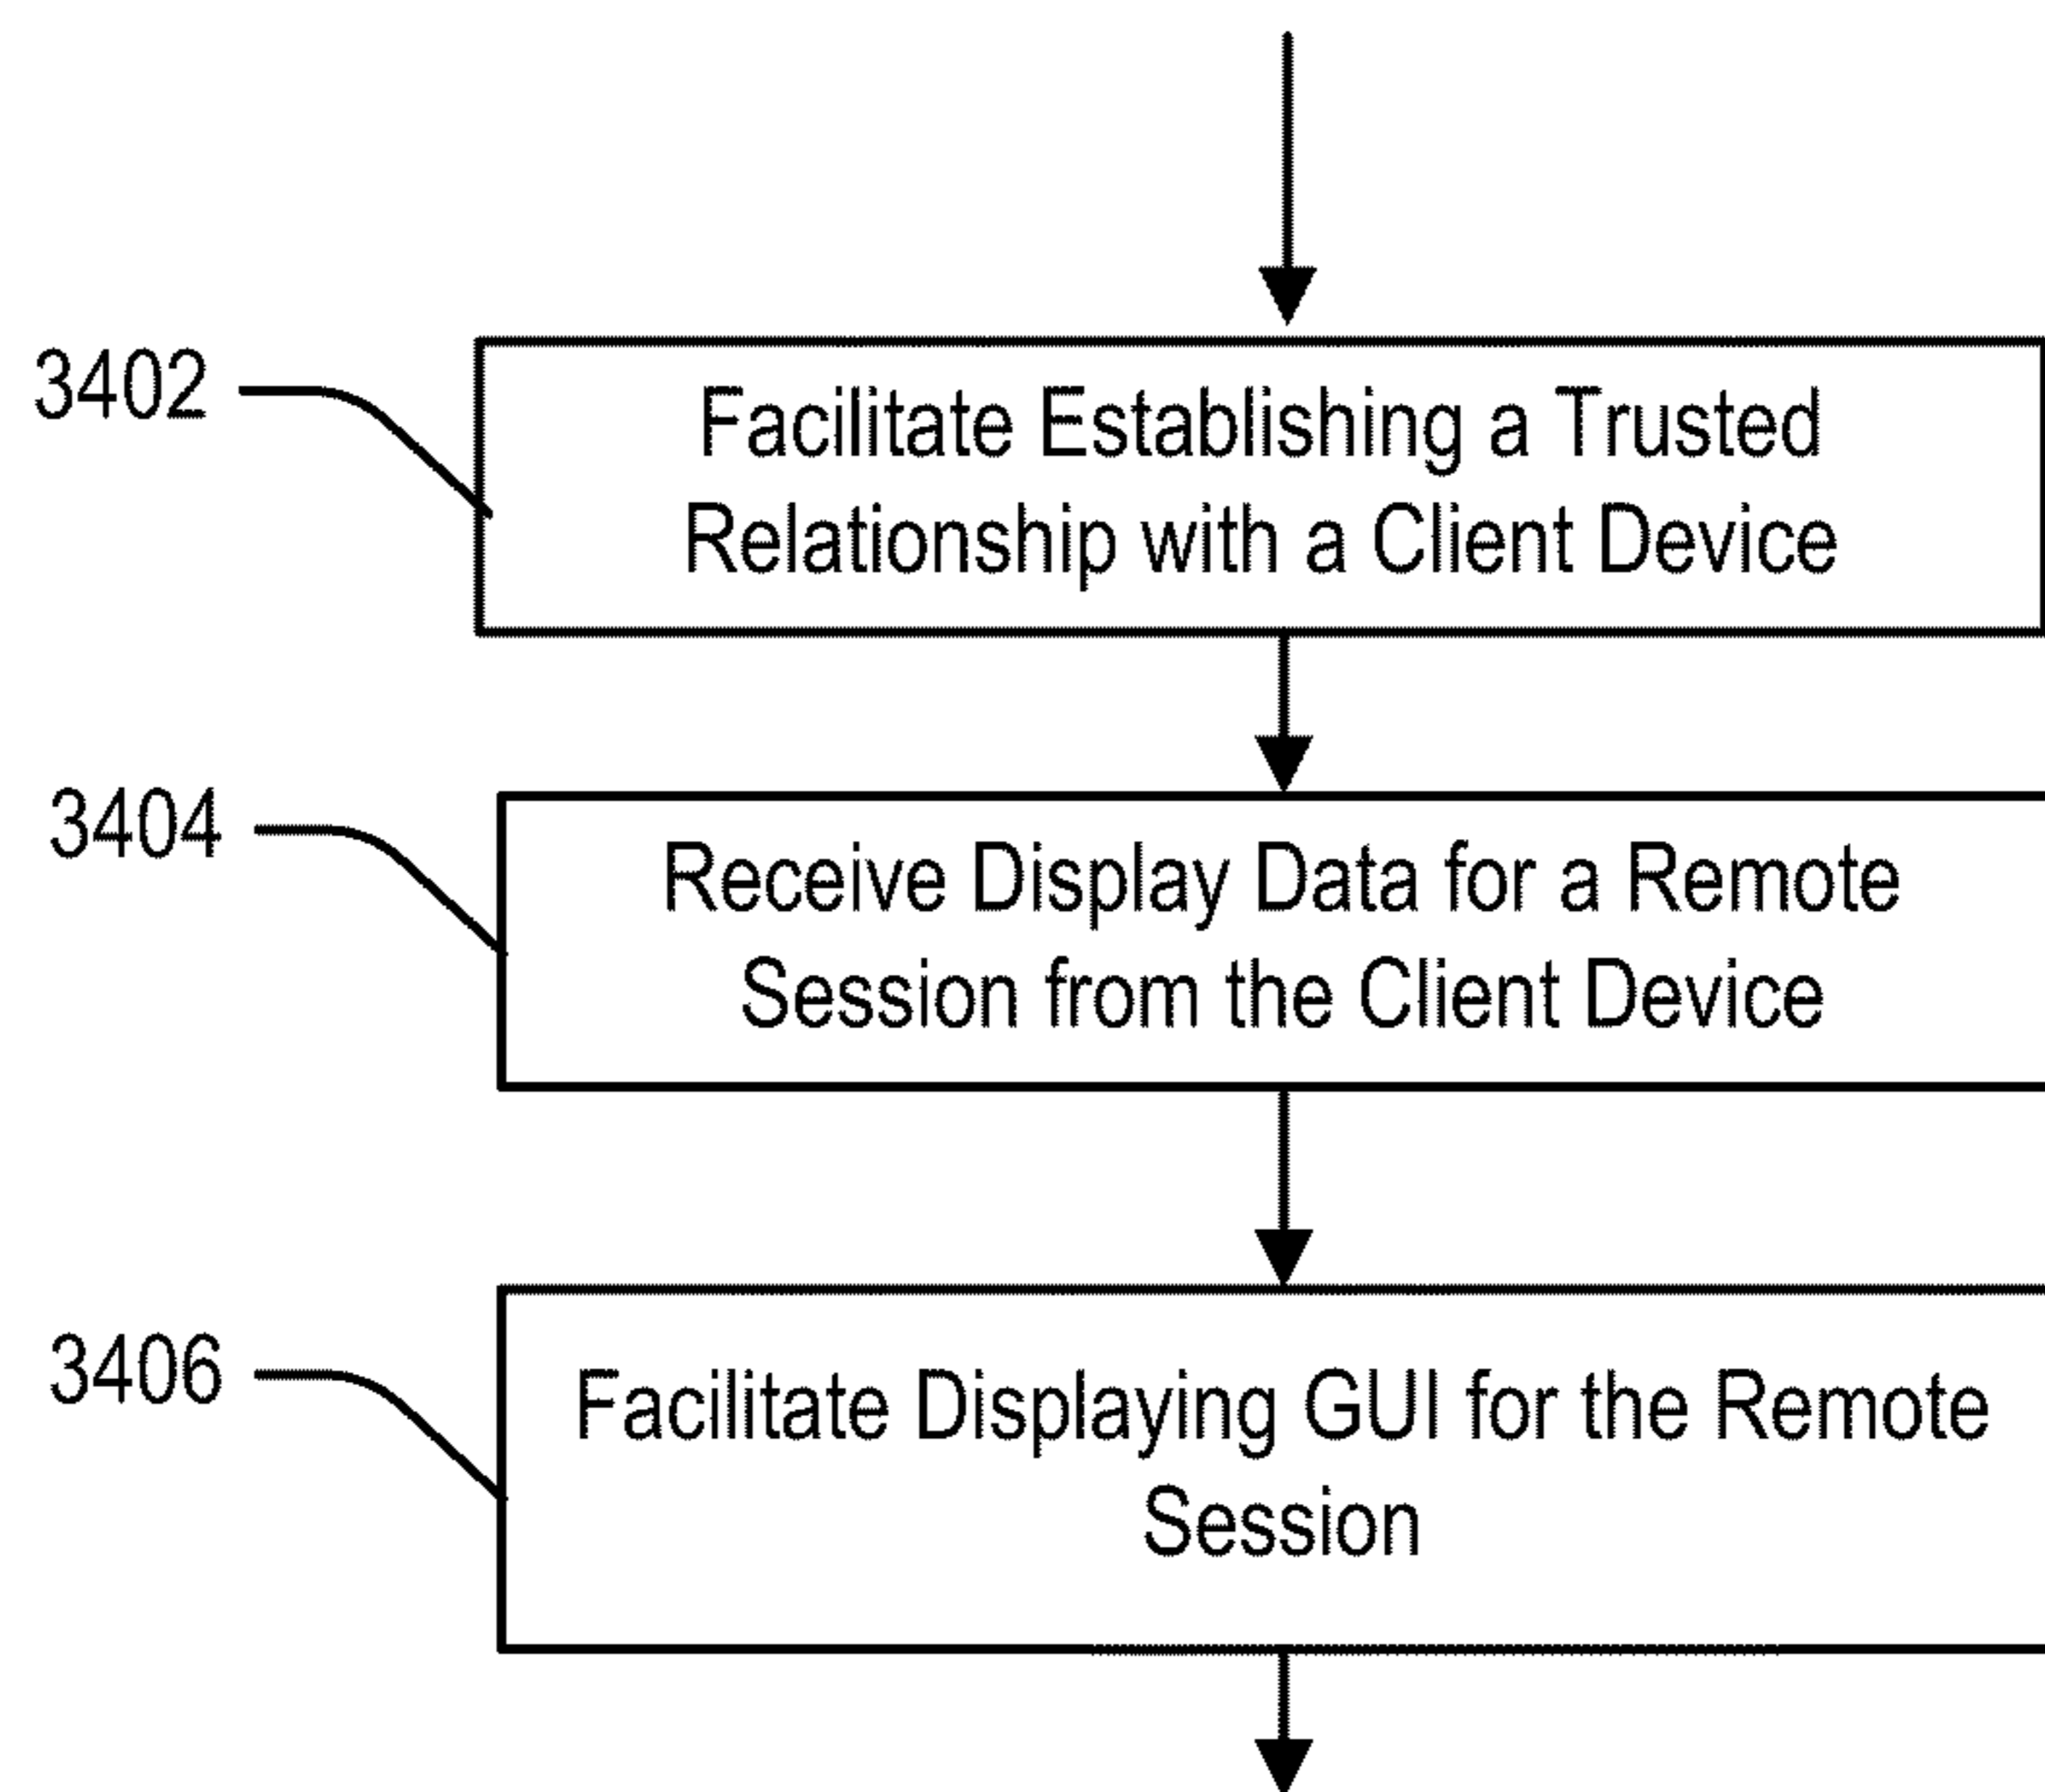 3402
Facilitate Establishing a Trusted
Relationship with a Client Device
3404
Receive Display Data for a Remote
Session from the Client Device
3406
Facilitate Displaying GUI for the Remote
Session